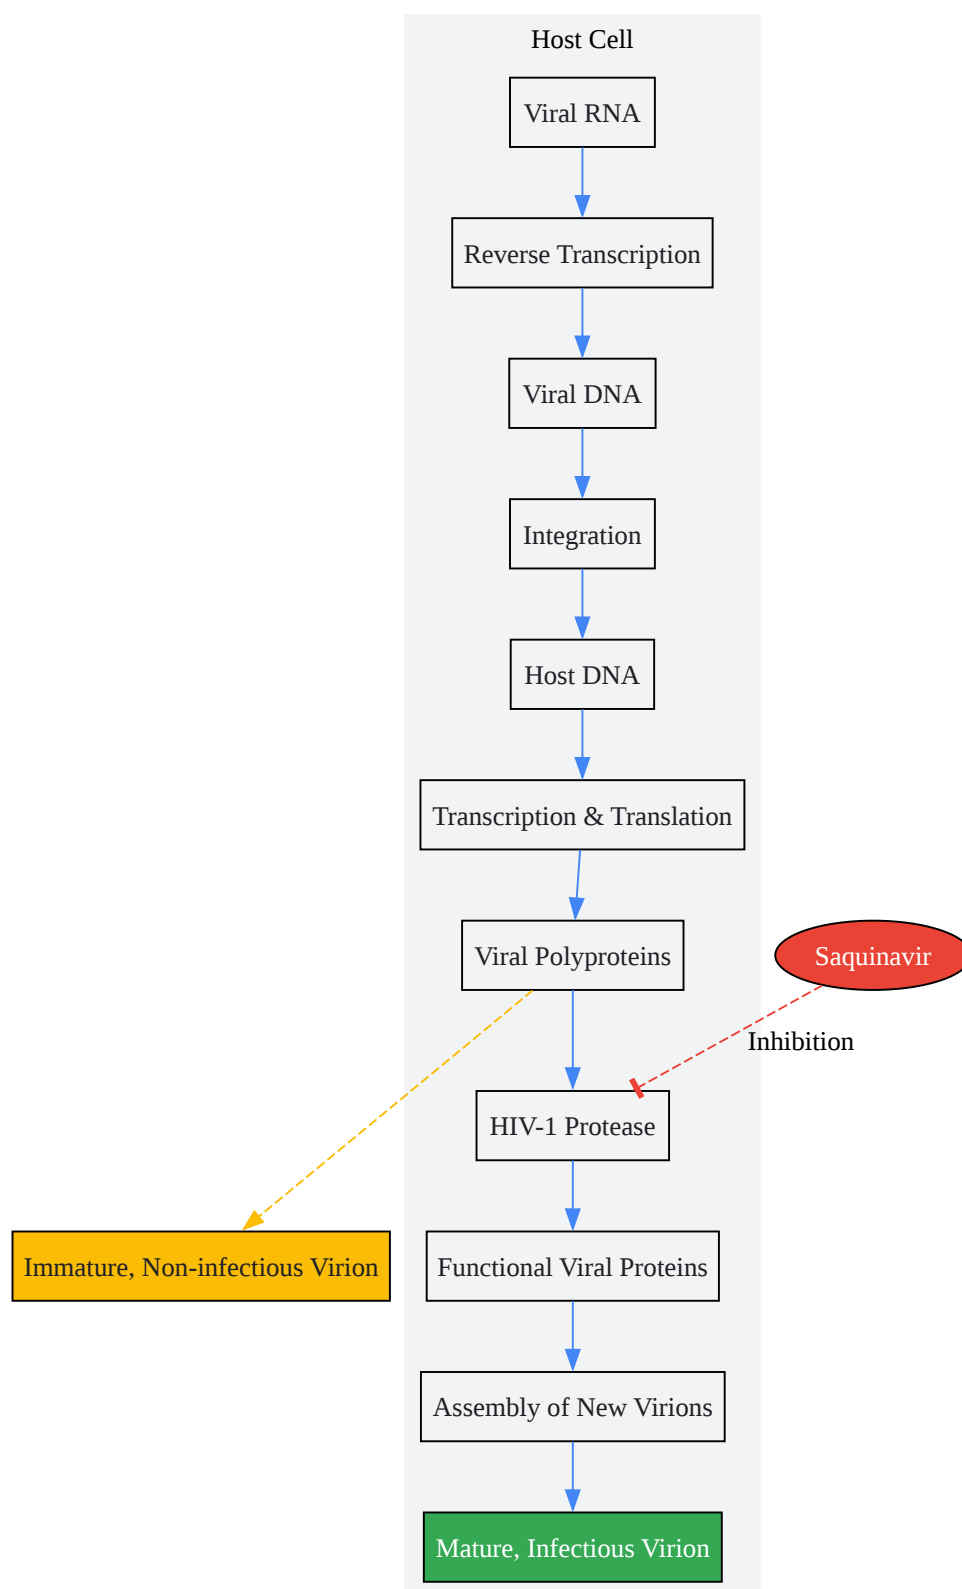 Host Cell
Viral RNA
Reverse Transcription
Viral DNA
Integration
Host DNA
Transcription & Translation
Viral Polyproteins
Saquinavir
Inhibition
HIV-1 Protease
Immature, Non-infectious Virion
Functional Viral Proteins
Assembly of New Virions
Mature, Infectious Virion